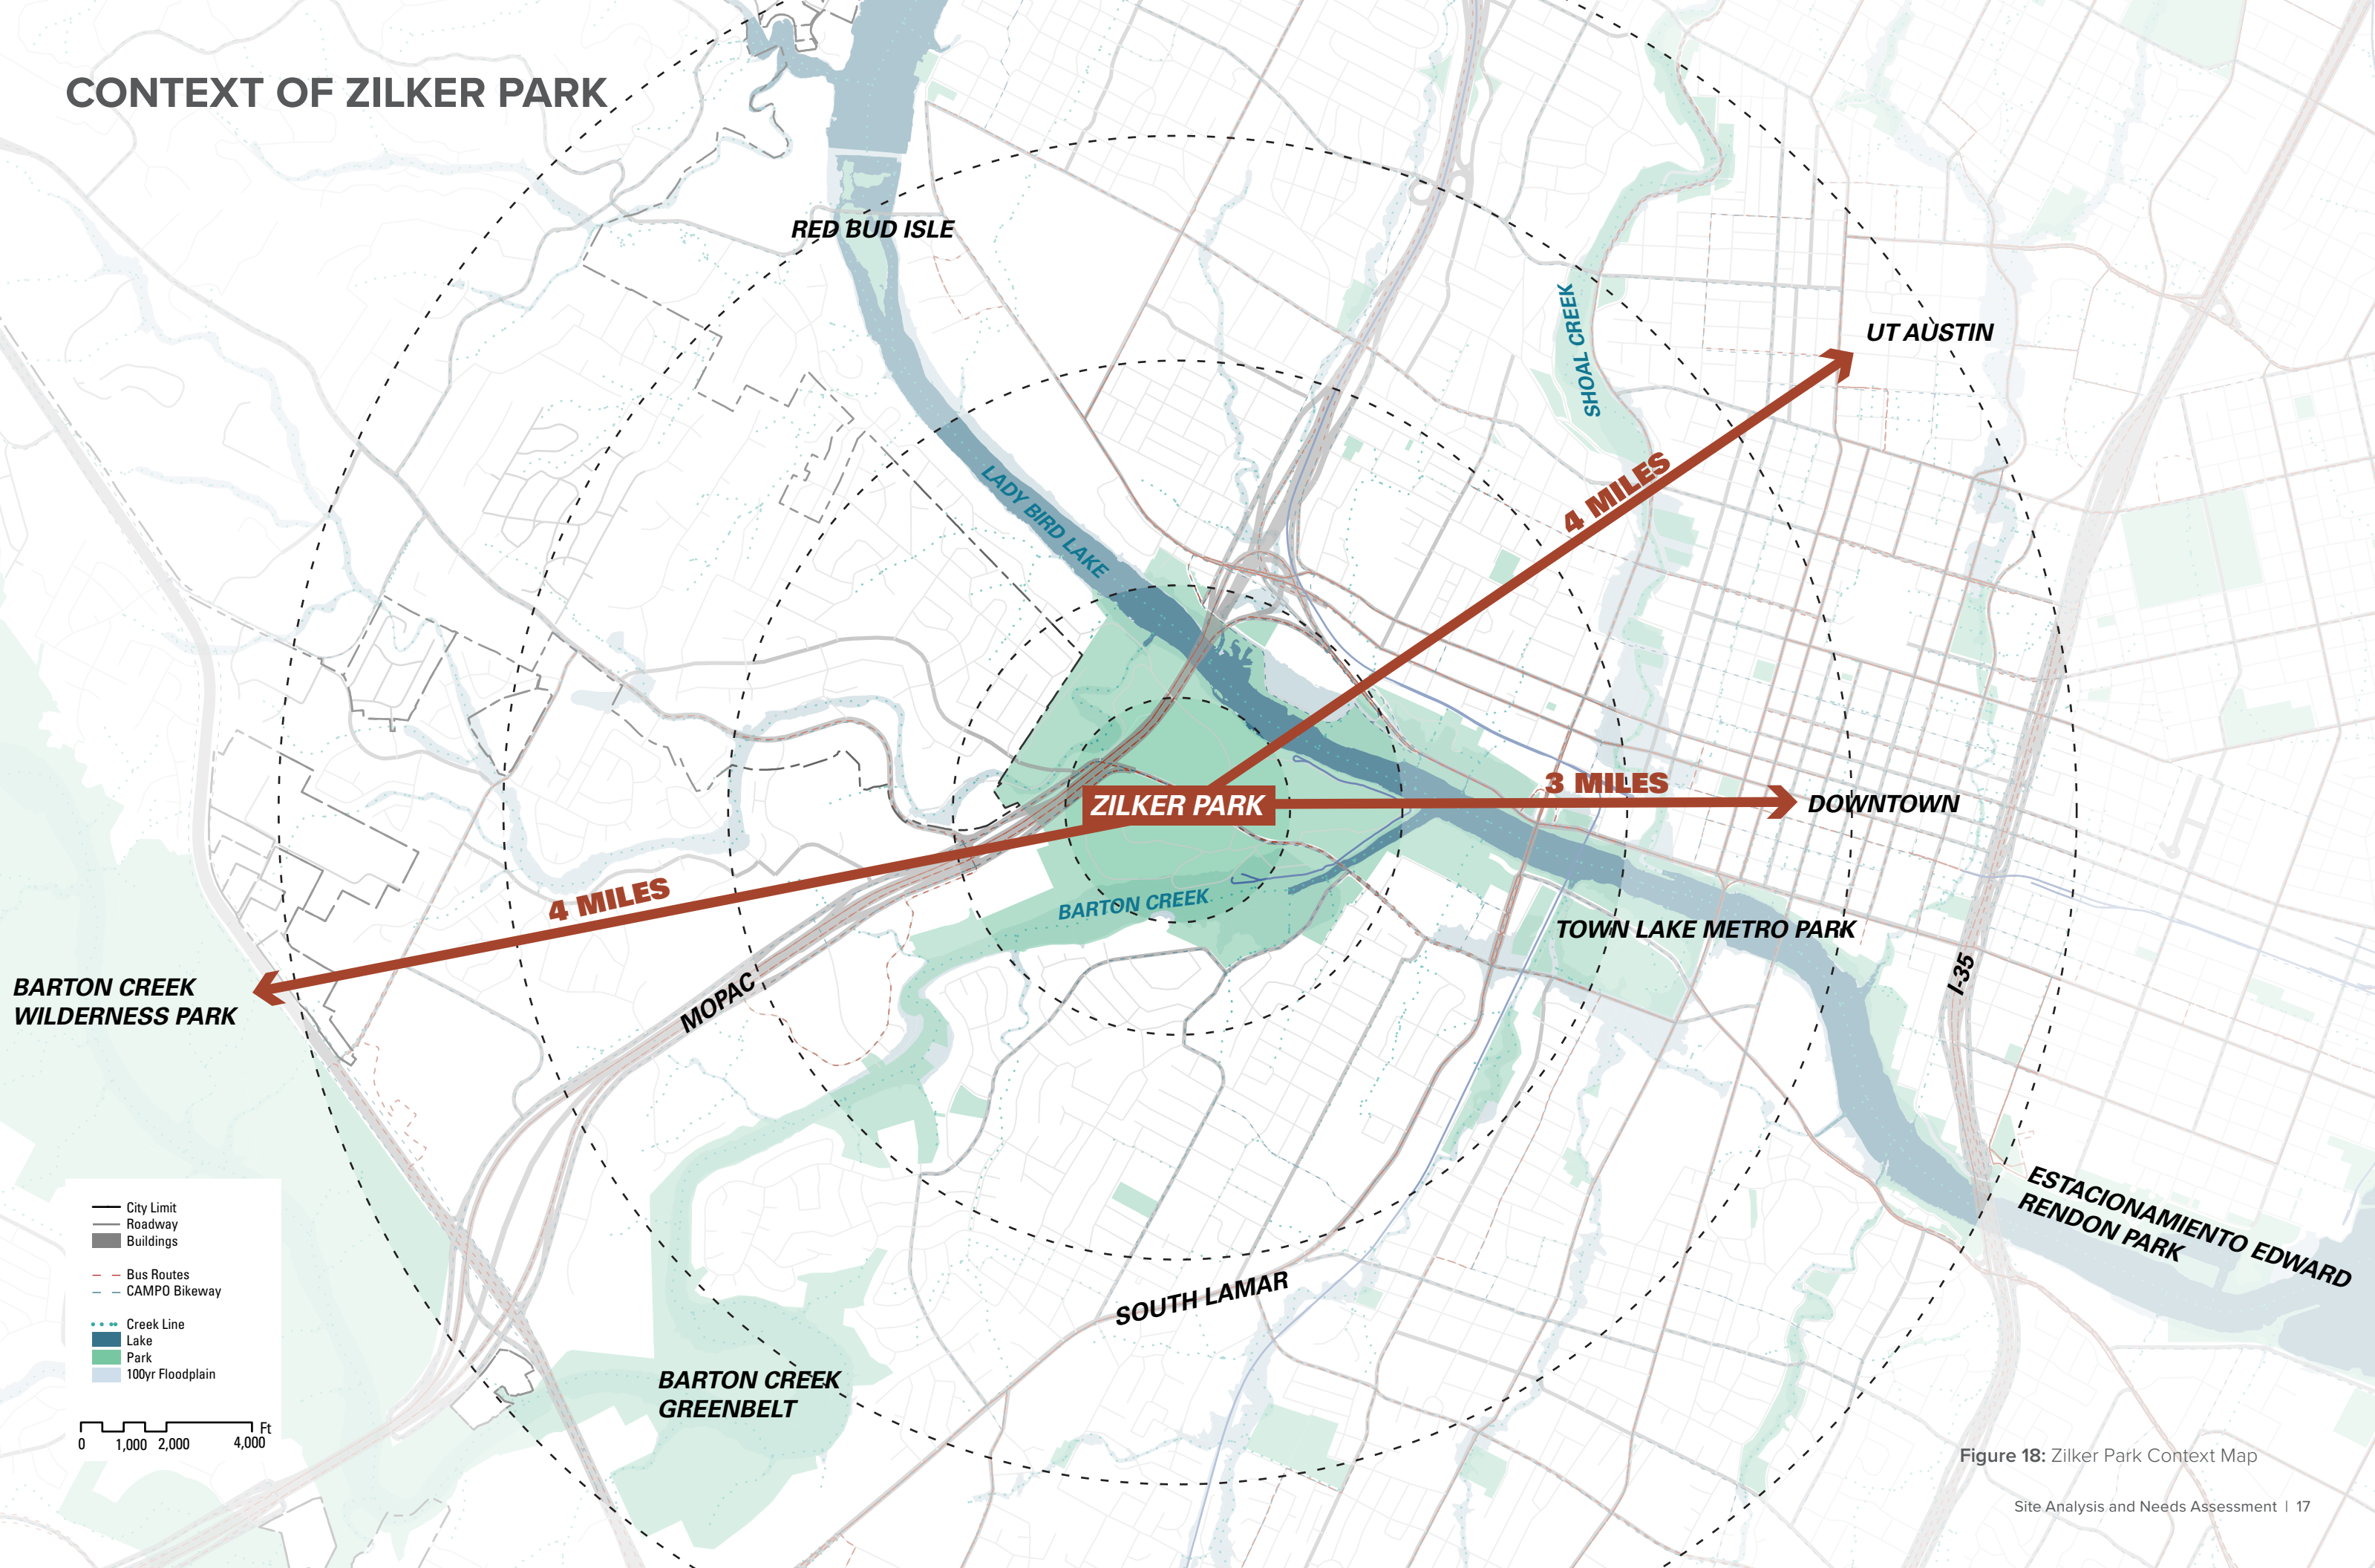 CONTEXT OF ZILKER PARK
RED BUD ISLE
SHOAL CREEK
UT AUSTIN
LADY BIRD LAKE
4 MILES
ZILKER PARK
3 MILES
DOWNTOWN
4 MILES
BARTON CREEK
TOWN LAKE METRO PARK
I-35
BARTON CREEK
WILDERNESS PARK
MOPAC
ESTACIONAMIENTO EDWARD
RENDON PARK
SOUTH LAMAR
BARTON CREEK
GREENBELT
City Limit
Roadway
Buildings
Bus Routes
CAMPO Bikeway
Creek Line
Lake
Park
100yr Floodplain
Ft
0 1,000 2,000 4,000
Figure 18: Zilker Park Context Map
Site Analysis and Needs Assessment | 17